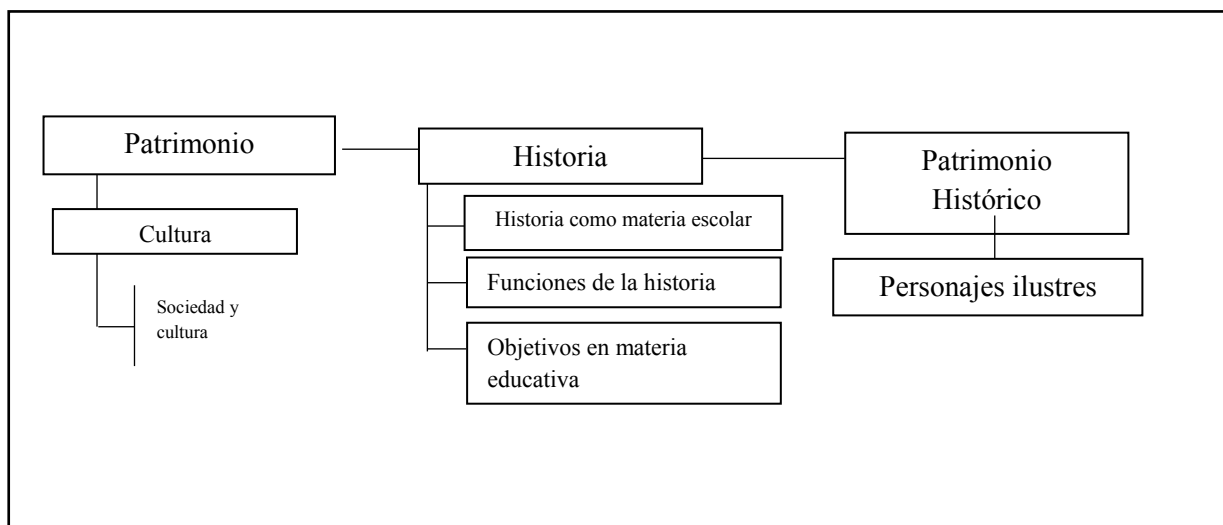 Patrimonio
Cultura
Sociedad y
cultura
Historia
Historia como materia escolar
Funciones de la historia
Objetivos en materia
educativa
Patrimonio
Histórico
Personajes ilustres